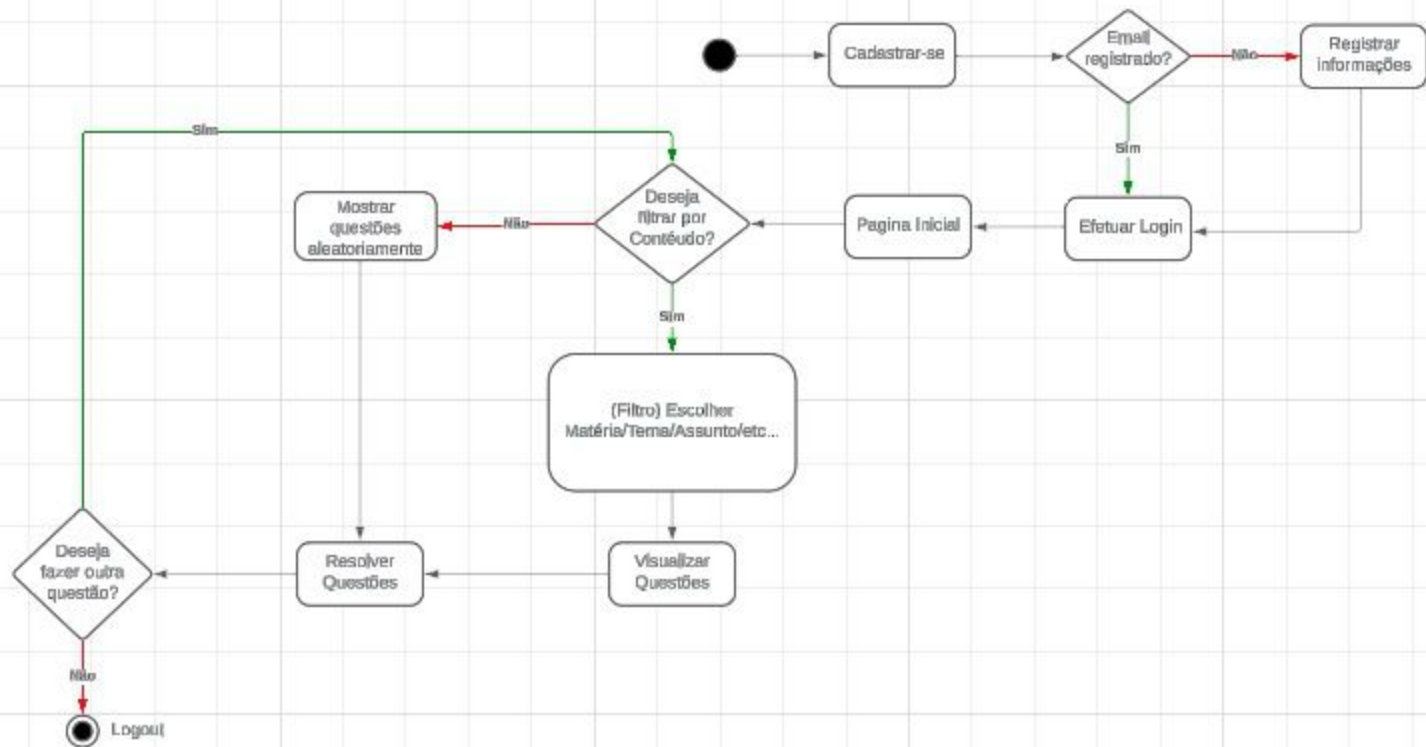 Cadastrar-se
Email
registrado?
Não
Registrar
informações
Sim
Efetuar Login
Pagina Inicial
Deseja
filtrar por
Contéudo?
Sim
Não
Mostrar
questões
aleatoriamente
Sim
(Filtro) Escolher
Matéria/Tema/Assunto/etc...
Visualizar
Questões
Resolver
Questões
Deseja
fazer outra
questão?
Não
Logout